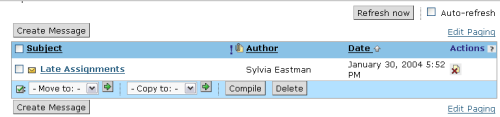 Refresh now Auto-refresh
Create Message Edit Paging
Subject ! Author Date Actions ?
Late Assignments Sylvia Eastman January 30, 2004 5:52 PM
- Move to: - - Copy to: - Compile Delete
Create Message Edit Paging